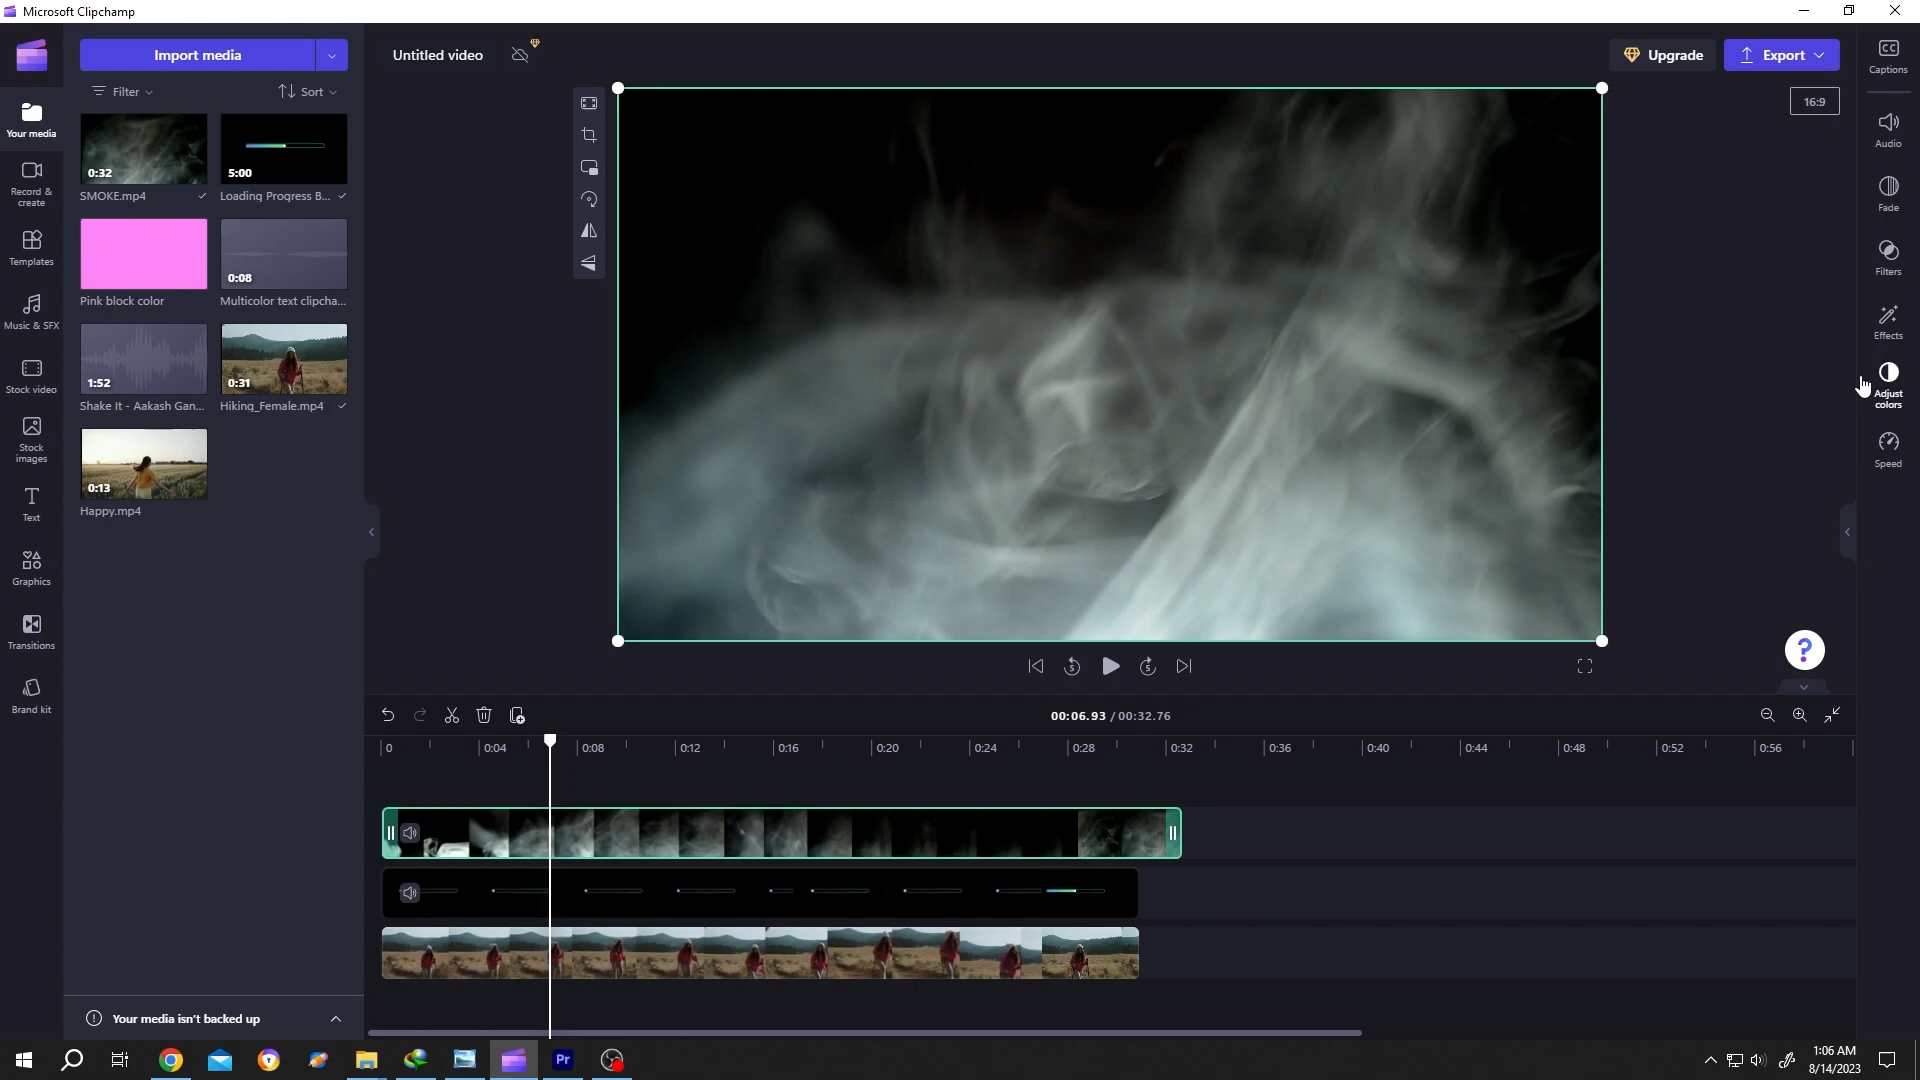 Microsoft Clipchamp
Import media
Untitled video
Upgrade
Export
Captions
Filter
Sort
16:9
Your media
0:32
SMOKE.mp4
5:00
Loading Progress B...
Audio
Record &
create
Fade
Templates
Pink block color
0:08
Multicolor text clipcha...
Filters
Music & SFX
Effects
Stock video
1:52
Shake It - Aakash Gan...
0:31
Hiking_Female.mp4
Adjust
colors
Stock
images
Speed
0:13
Happy.mp4
Text
Graphics
Transitions
?
5
5
Brand kit
00:06.93 / 00:32.76
0
0:04
0:08
0:12
0:16
0:20
0:24
0:28
0:32
0:36
0:40
0:44
0:48
0:52
0:56
Your media isn't backed up
Pr
1:06 AM
8/14/2023